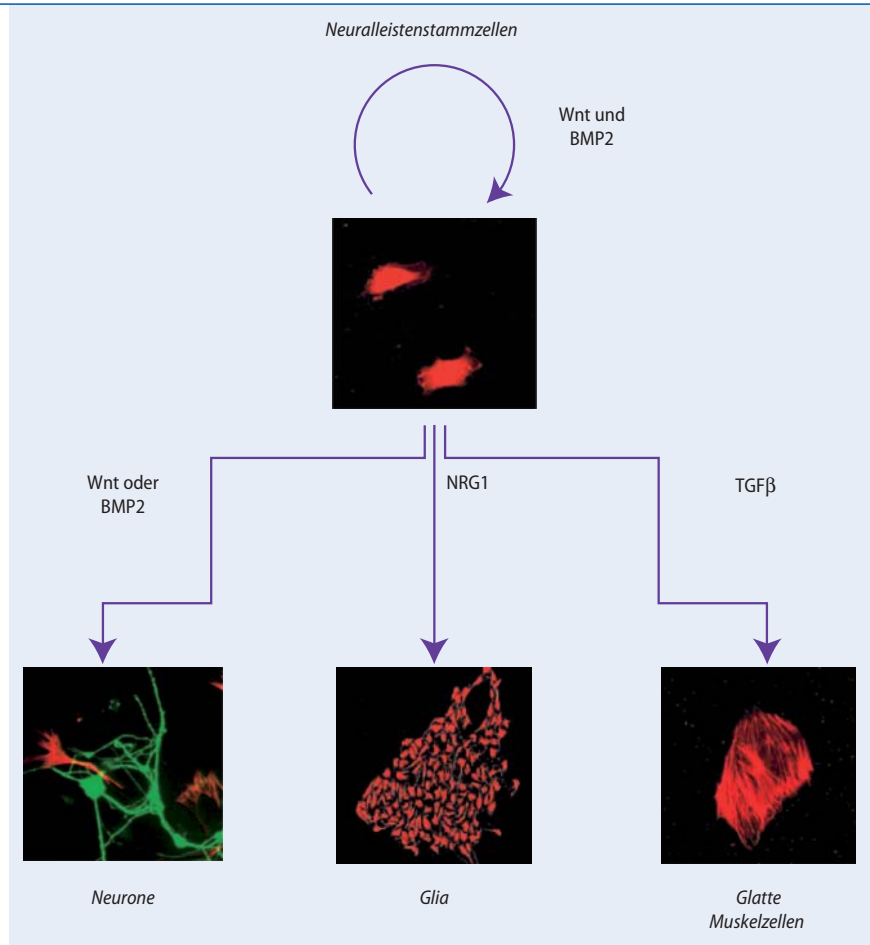 Neuralleistenstammzellen
Wnt und
BMP2
Wnt oder
BMP2
NRG1
TGFβ
Neurone
Glia
Glatte
Muskelzellen